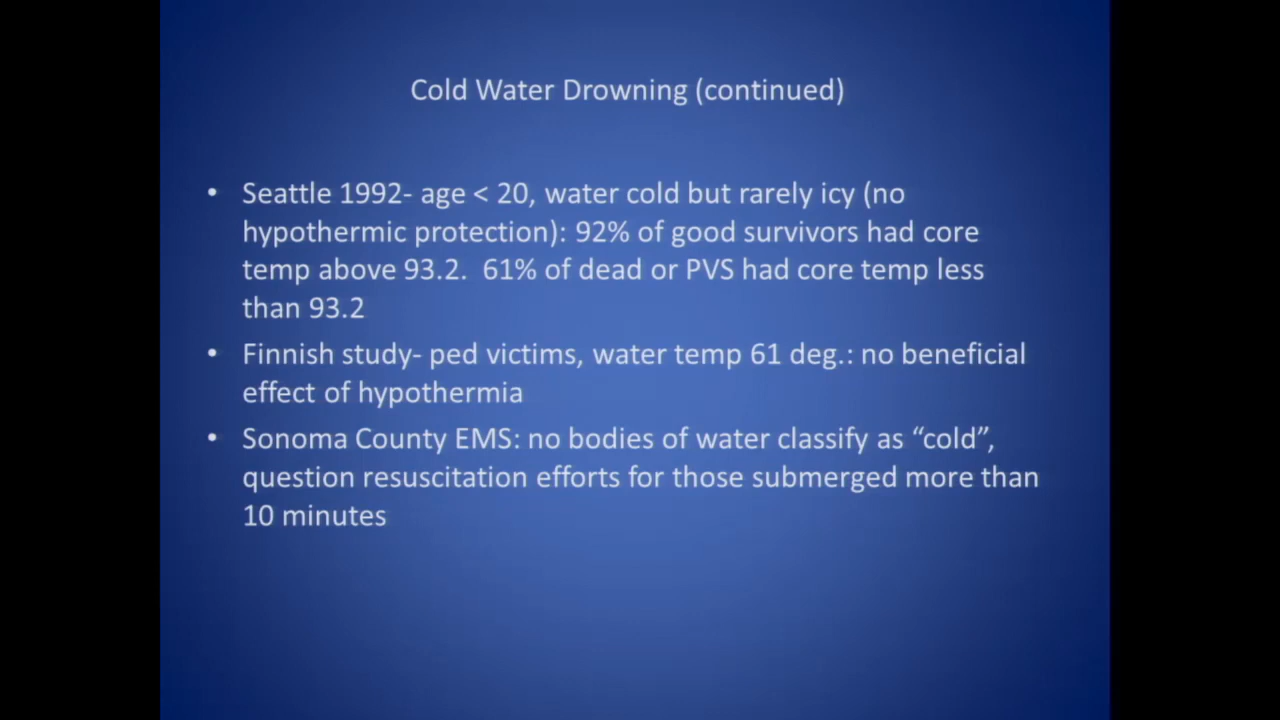 Cold Water Drowning (continued)
• Seattle 1992- age < 20, water cold but rarely icy (no
hypothermic protection): 92% of good survivors had core
temp above 93.2.  61% of dead or PVS had core temp less
than 93.2
• Finnish study- ped victims, water temp 61 deg.: no beneficial
effect of hypothermia
• Sonoma County EMS: no bodies of water classify as “cold”,
question resuscitation efforts for those submerged more than
10 minutes